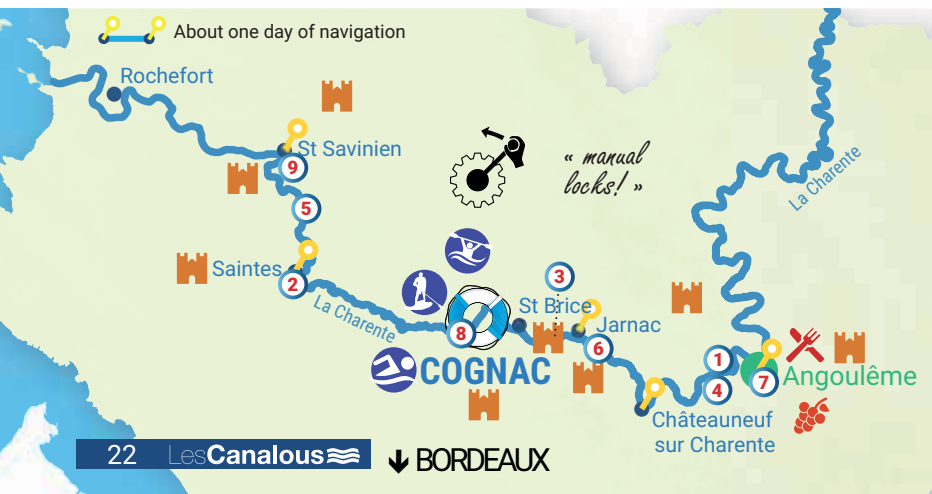 About one day of navigation
Rochefort
St Savinien
9
« manual
locks! »
La Charente
5
Saintes
2
3
La Charente
St Brice
8
Jarnac
6
COGNAC
1
4
7
Angoulême
Châteauneuf
sur Charente
22 LesCanalous
BORDEAUX